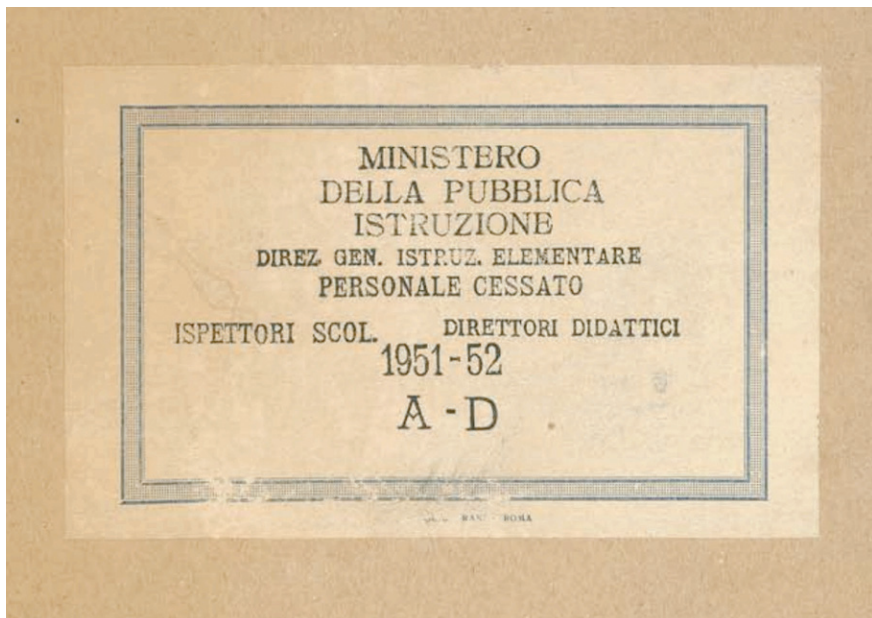 MINISTERO
DELLA PUBBLICA
ISTRUZIONE
DIREZ. GEN. ISTRUZ. ELEMENTARE
PERSONALE CESSATO
ISPETTORI SCOL. DIRETTORI DIDATTICI
1951-52
A-D
ROMA